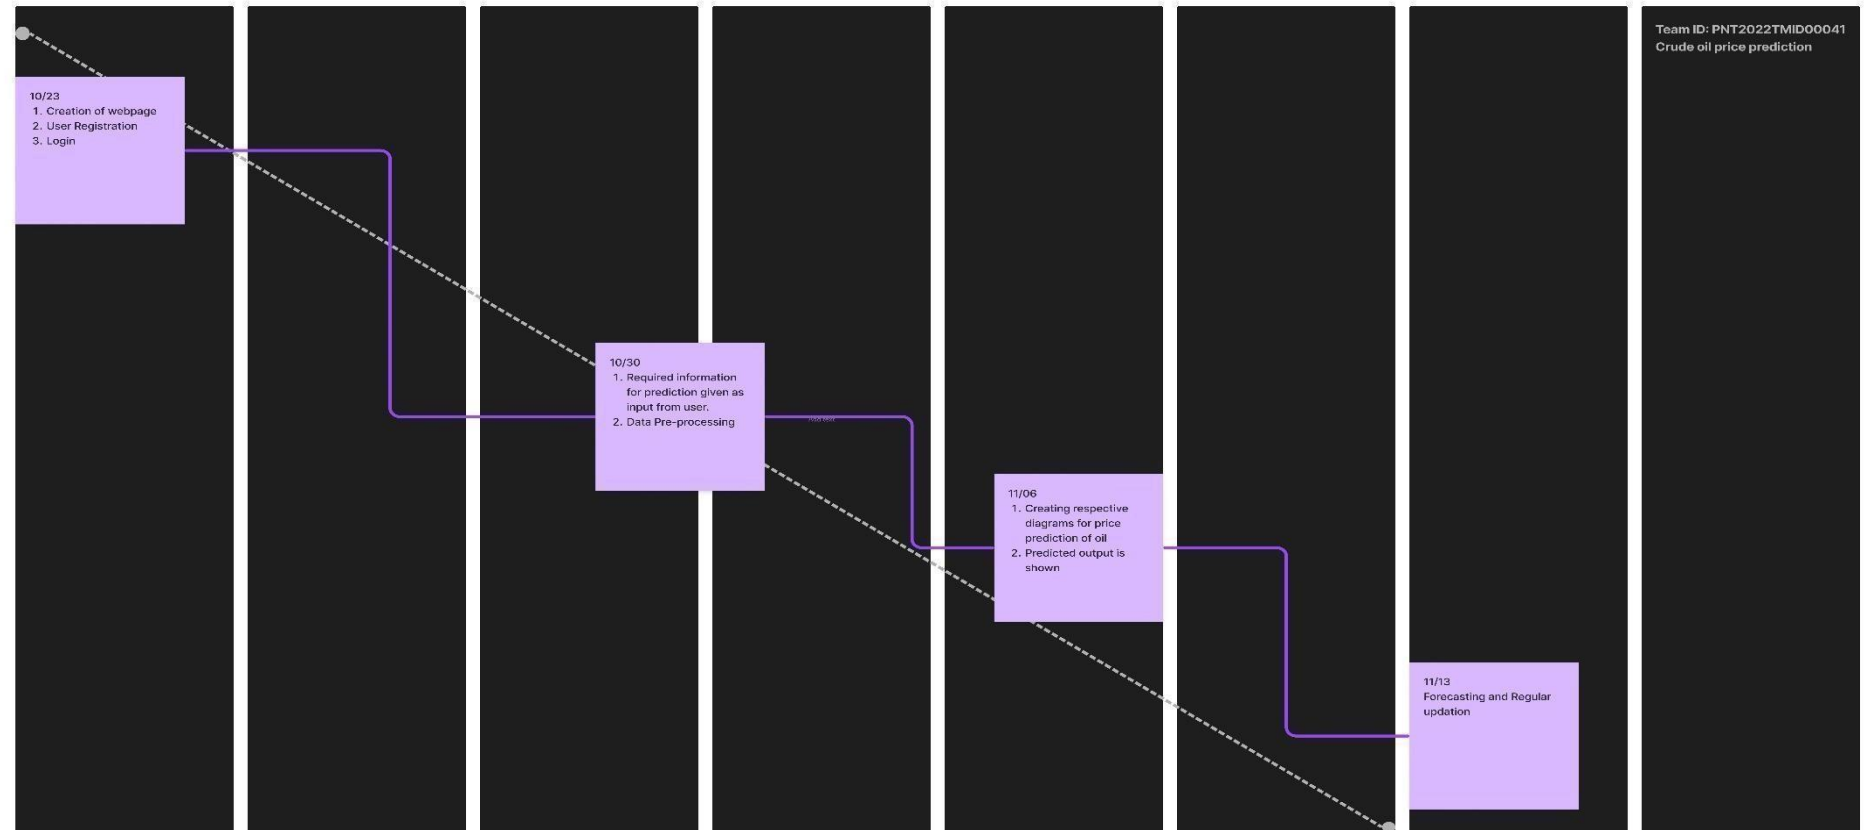 Team ID: PNT2022TMID00041
Crude oil price prediction
10/23
1. Creation of webpage
2. User Registration
3. Login
10/30
1. Required information
for prediction given as
input from user.
2. Data Pre-processing
11/06
1. Creating respective
diagrams for price
prediction of oil
2. Predicted output is
shown
11/13
Forecasting and Regular
updation